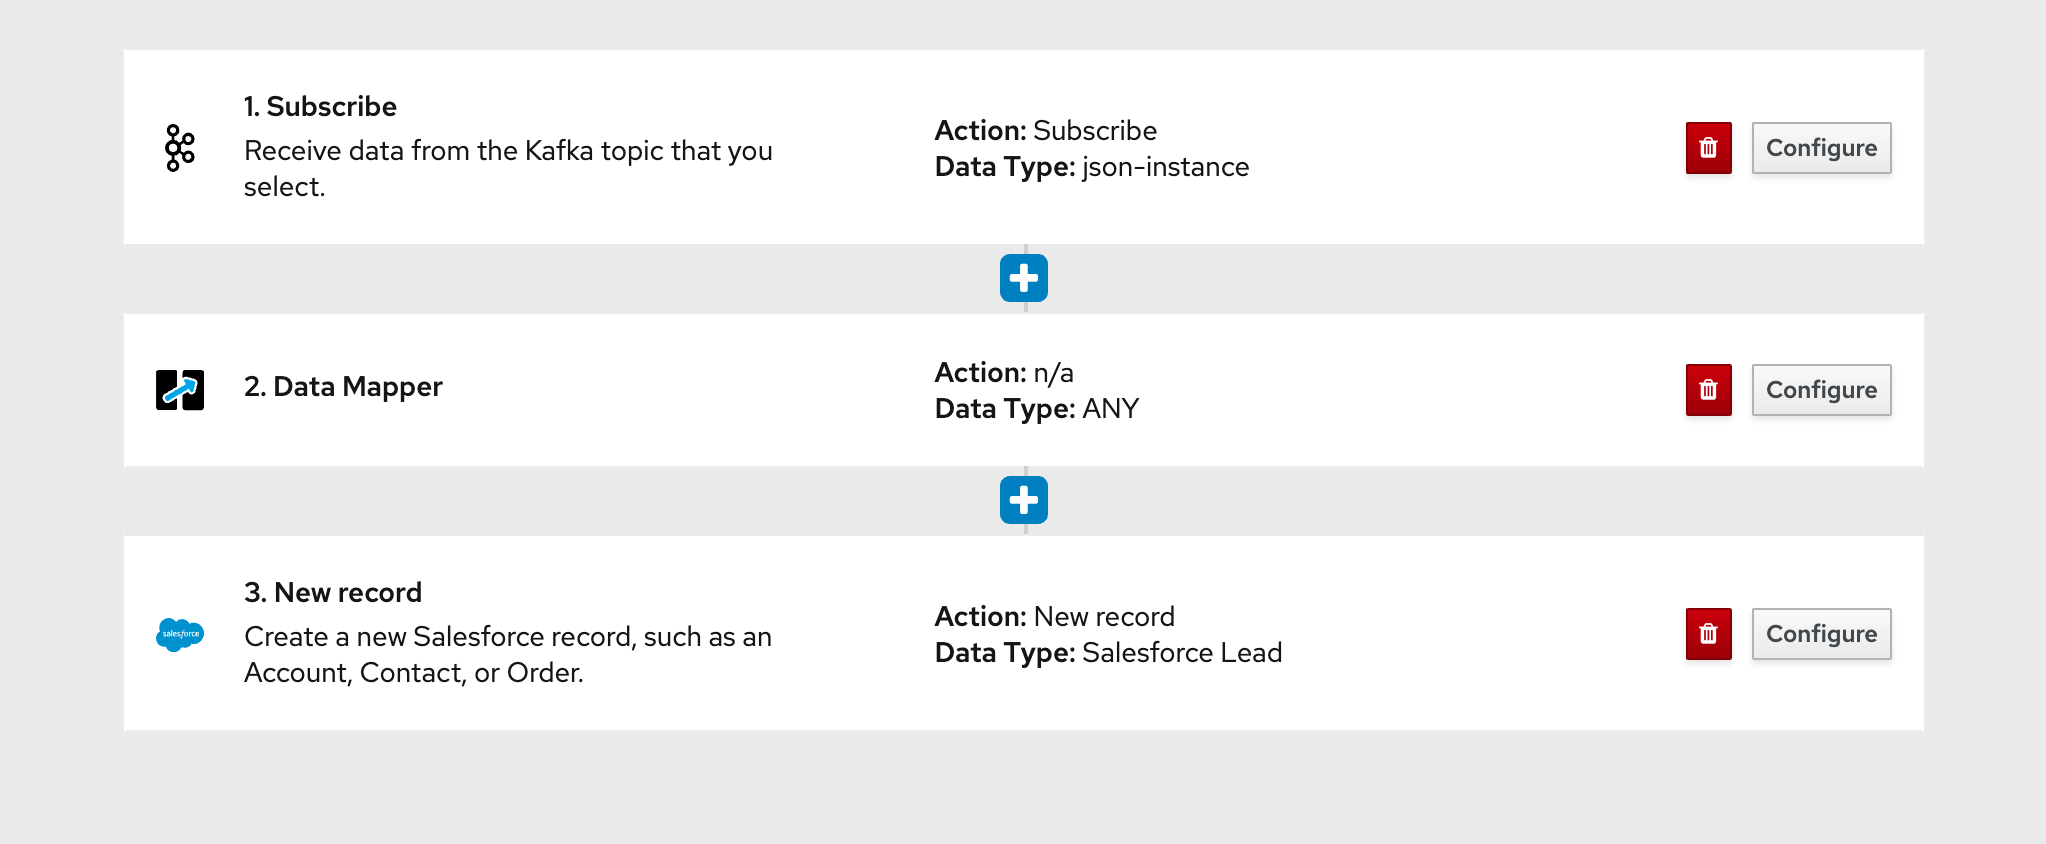 1. Subscribe
Receive data from the Kafka topic that you
select.
Action: Subscribe
Data Type: json-instance
Configure
2. Data Mapper
Action: n/a
Data Type: ANY
Configure
salesforce
3. New record
Create a new Salesforce record, such as an
Account, Contact, or Order.
Action: New record
Data Type: Salesforce Lead
Configure